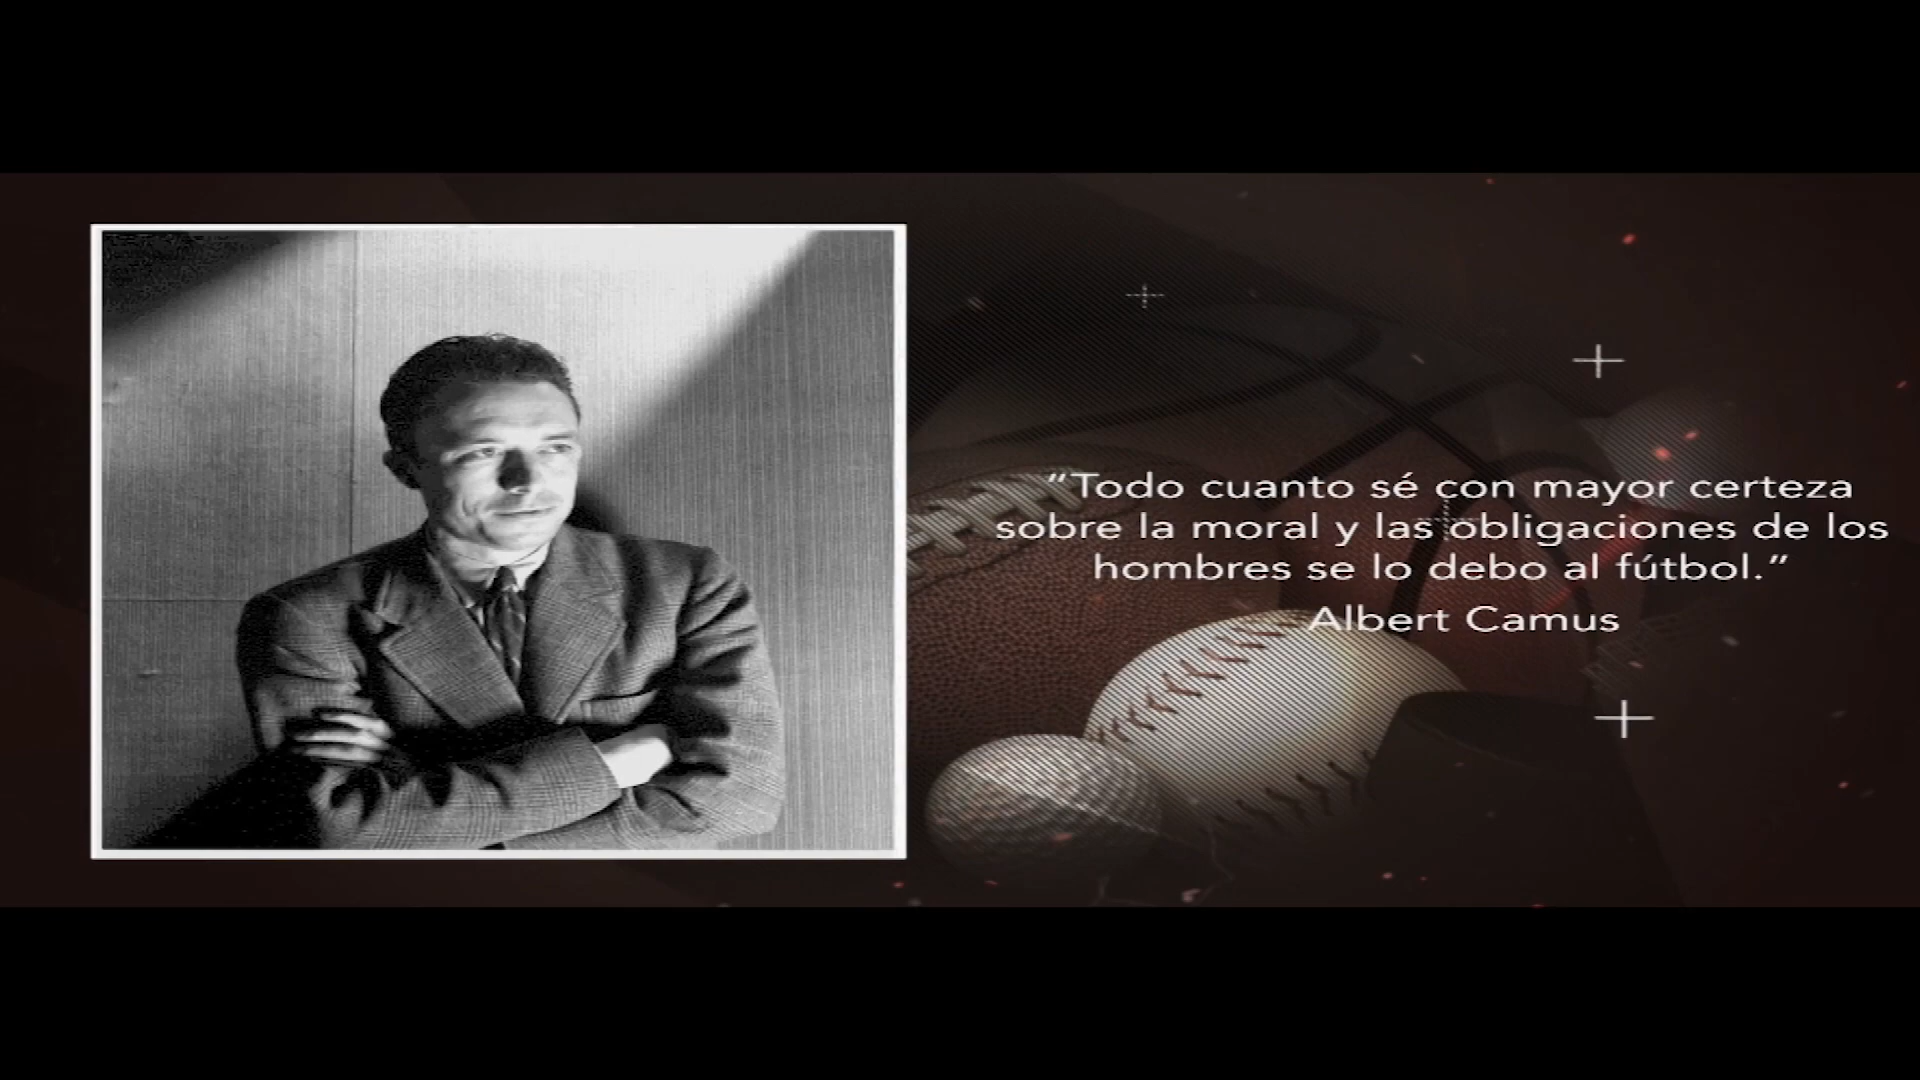 “Todo cuanto sé con mayor certeza
sobre la moral y las obligaciones de los
hombres se lo debo al fútbol.”
Albert Camus